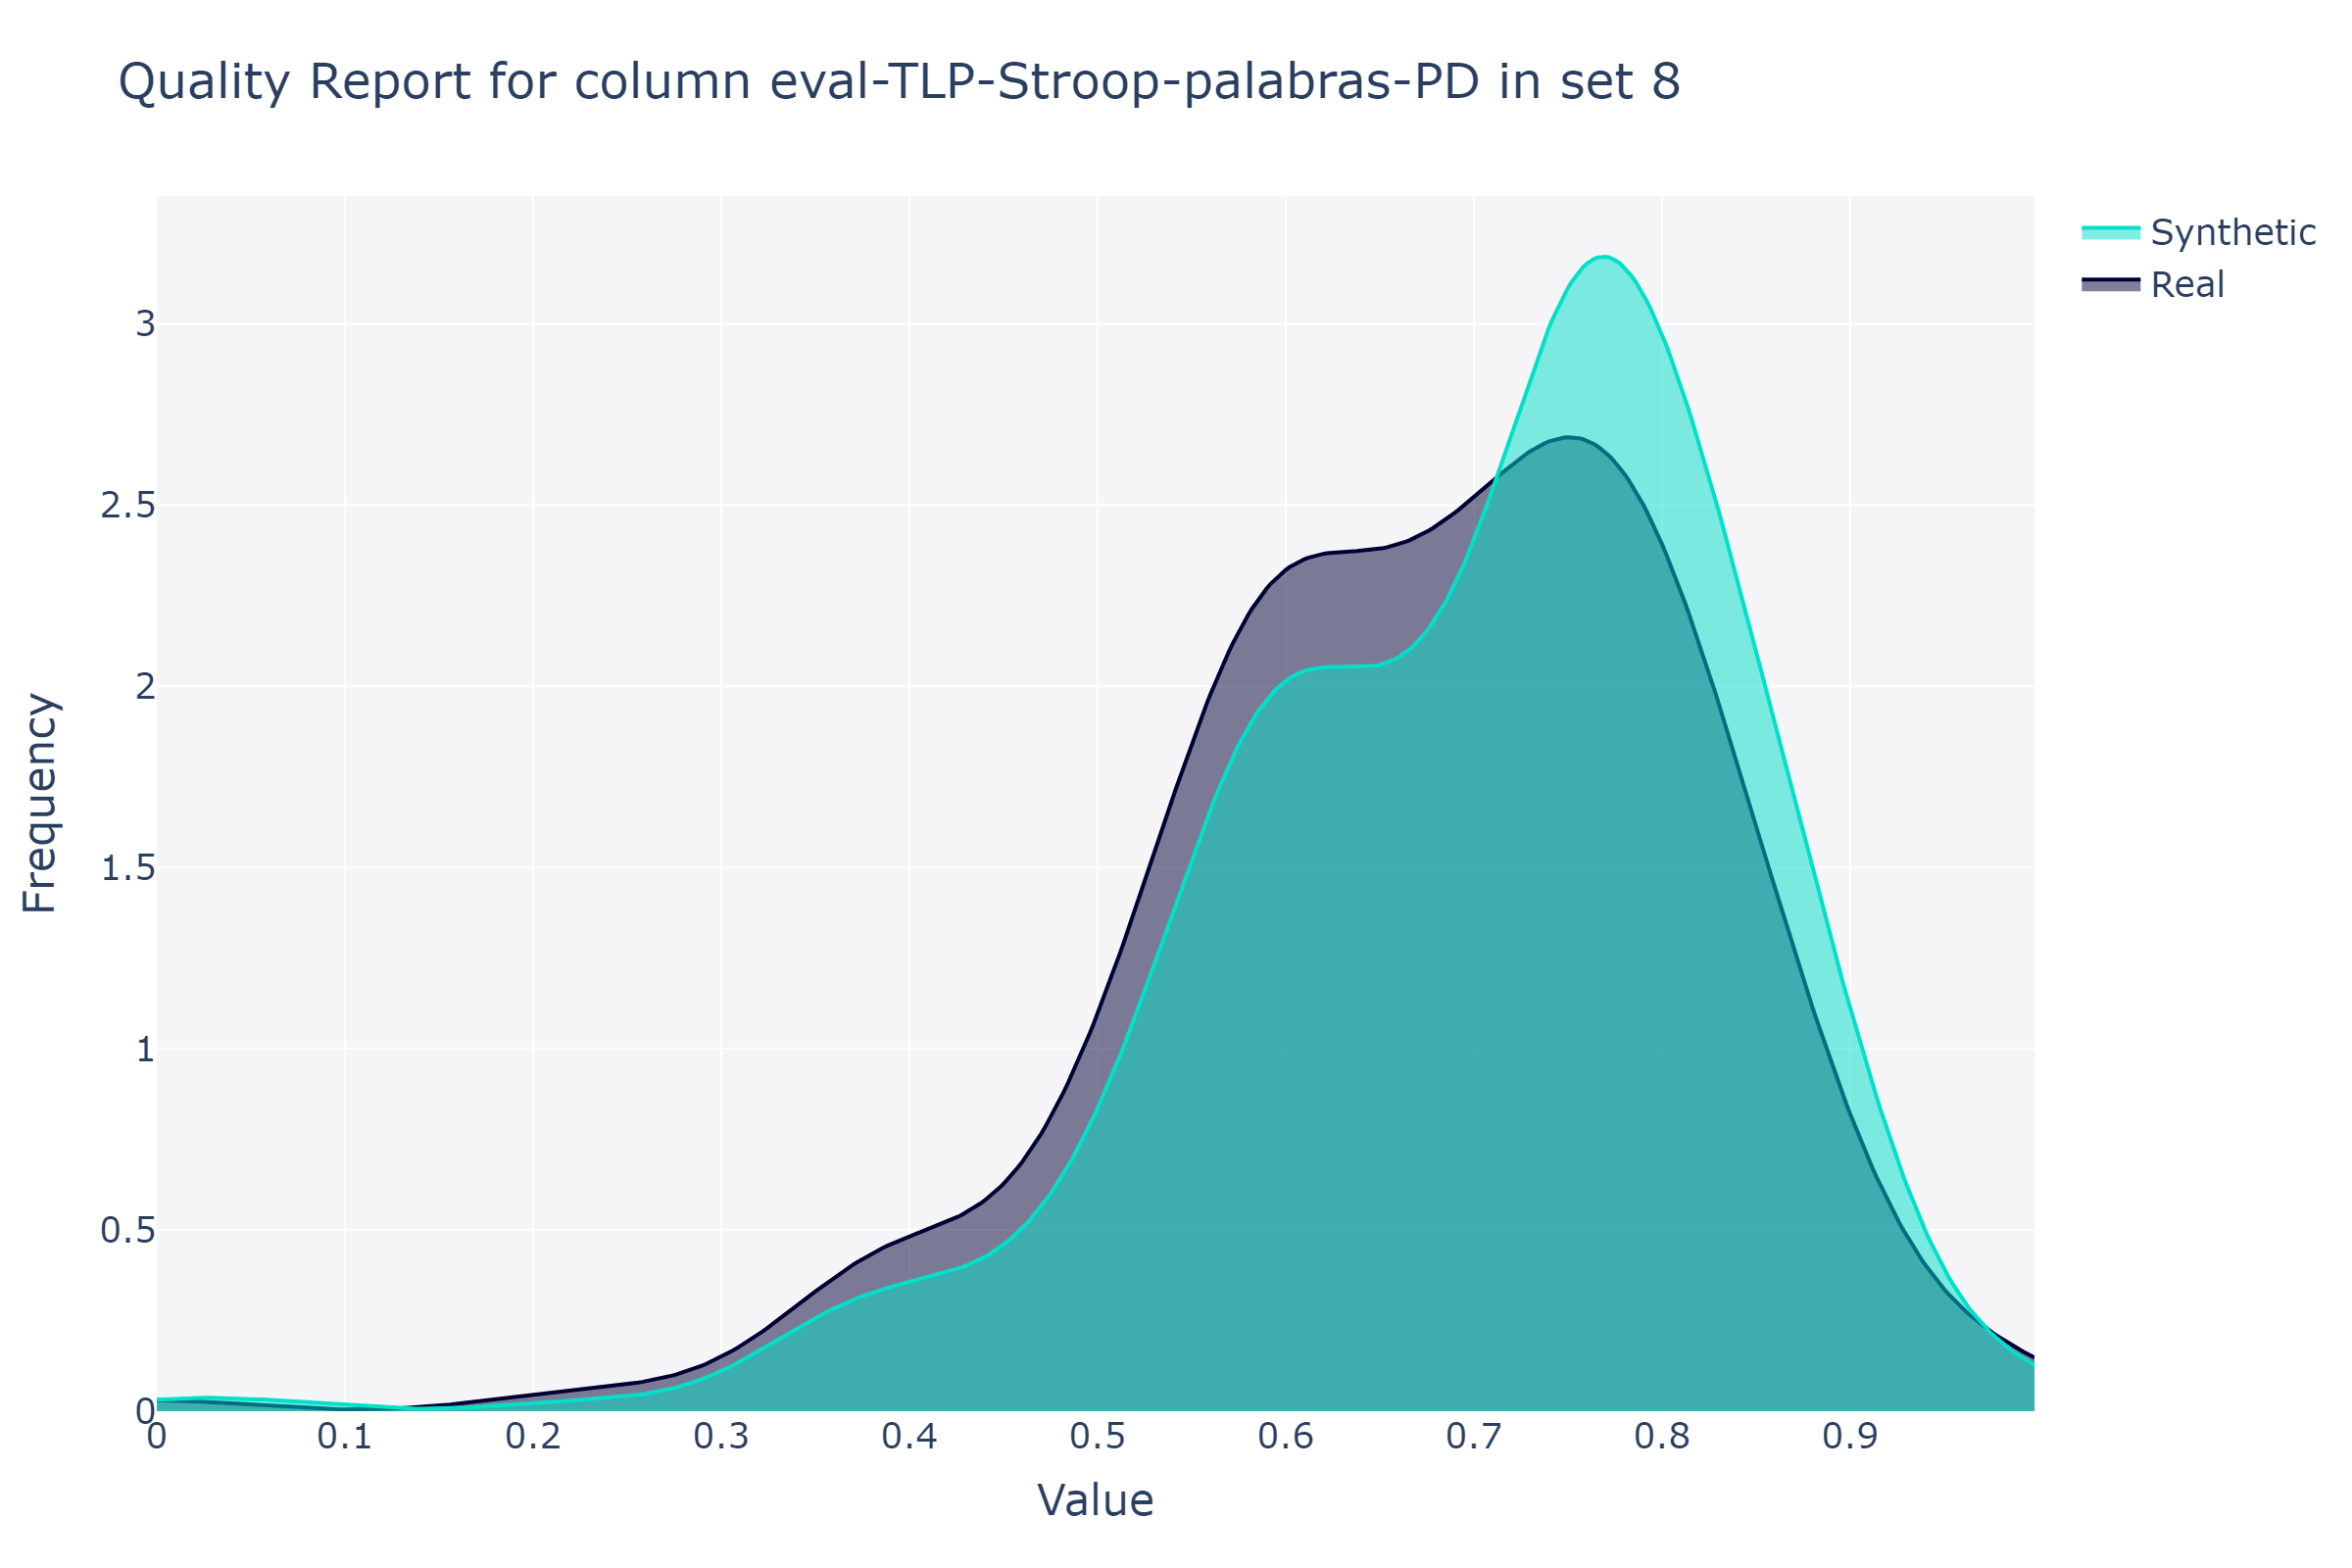 Quality Report for column eval-TLP-Stroop-palabras-PD in set 8
Synthetic
Real
3
2.5
2
1.5
1
0.5
0
Frequency
0 0.1 0.2 0.3 0.4 0.5 0.6 0.7 0.8 0.9
Value